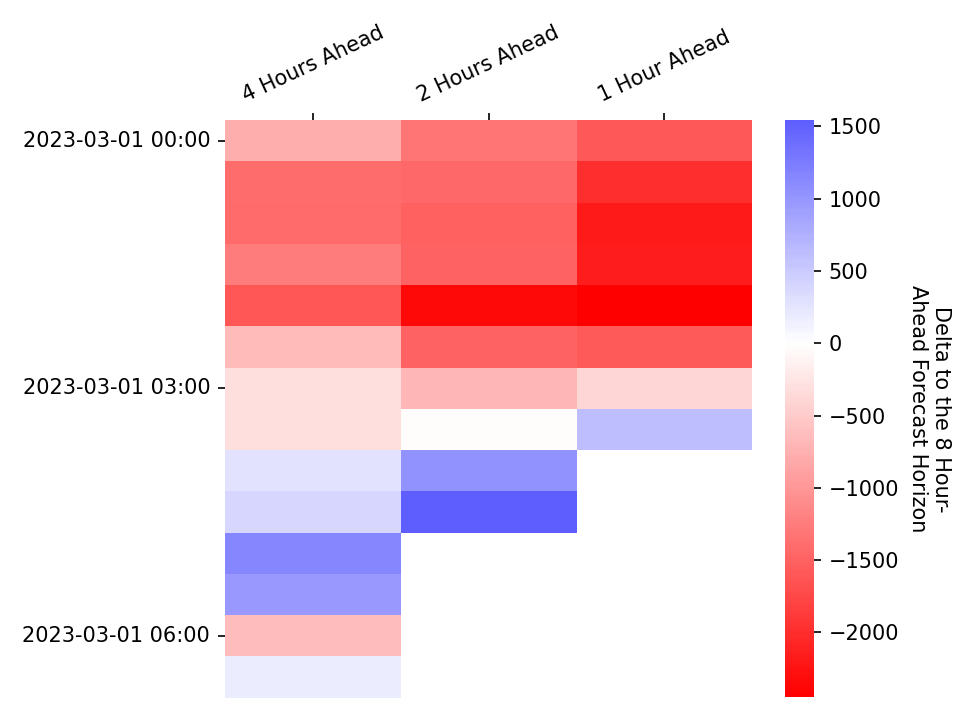 4 Hours Ahead
2 Hours Ahead
1 Hour Ahead
2023-03-01 00:00
2023-03-01 03:00
2023-03-01 06:00
1500
1000
500
0
−500
−1000
−1500
−2000
Delta to the 8 Hour-
Ahead Forecast Horizon